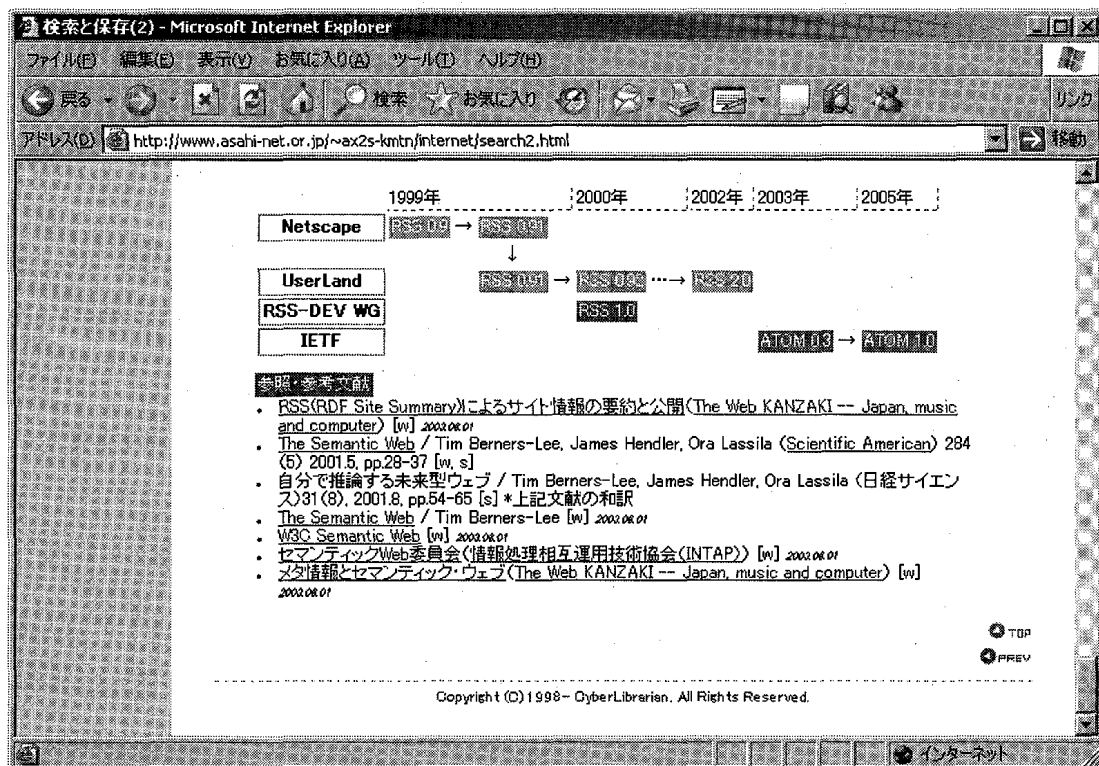 検索と保存(2) - Microsoft Internet Explorer
ファイル(F) 編集(E) 表示(V) お気に入り(A) ツール(T) ヘルプ(H)
戻る 検索 お気に入り リンク
アドレス(D) http://www.asahi-net.or.jp/~ax2s-kmtn/internet/search2.html 移動
1999年 2000年 2002年 2003年 2005年
Netscape RSS 0.9 → RSS 0.91
↓
UserLand RSS 0.91 → RSS 0.92 …→ RSS 2.0
RSS-DEV WG RSS 1.0
IETF ATOM 0.3 → ATOM 1.0
参照・参考文献
・ RSS(RDF Site Summary)によるサイト情報の要約と公開(The Web KANZAKI -- Japan, music
and computer) [w] 2003.08.01
・ The Semantic Web / Tim Berners-Lee, James Hendler, Ora Lassila (Scientific American) 284
(5) 2001.5, pp.28-37 [w, s]
・ 自分で推論する未来型ウェブ / Tim Berners-Lee, James Hendler, Ora Lassila (日経サイエン
ス)31(8), 2001.8, pp.54-65 [s] *上記文献の和訳
・ The Semantic Web / Tim Berners-Lee [w] 2003.08.01
・ W3C Semantic Web [w] 2003.08.01
・ セマンティックWeb委員会(情報処理相互運用技術協会(INTAP)) [w] 2003.08.01
・ メタ情報とセマンティック・ウェブ(The Web KANZAKI -- Japan, music and computer) [w]
2003.08.01
TOP
PREV
Copyright (C)1998- CyberLibrarian. All Rights Reserved.
インターネット